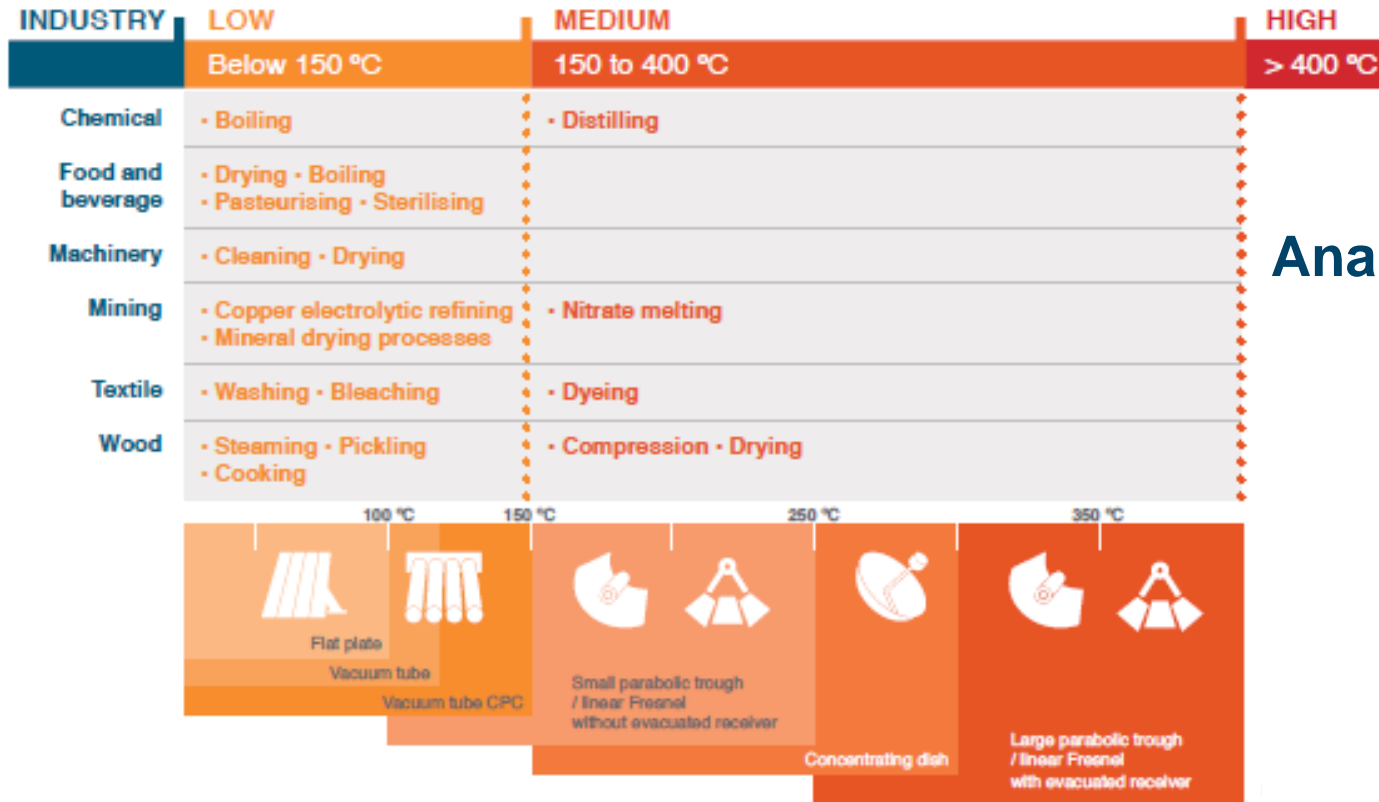 INDUSTRY LOW MEDIUM HIGH
Below 150 ºC 150 to 400 ºC > 400 ºC
Chemical · Boiling · Distilling
Food and
beverage
· Drying · Boiling
· Pasteurising · Sterilising
Machinery · Cleaning · Drying
Ana
Mining · Copper electrolytic refining · Nitrate melting
· Mineral drying processes
Textile · Washing · Bleaching · Dyeing
Wood · Steaming · Pickling · Compression · Drying
· Cooking
100 ºC 150 ºC 250 ºC 350 ºC
Flat plate
Vacuum tube
Vacuum tube CPC
Small parabolic trough
/ linear Fresnel
without evacuated receiver
Concentrating dish
Large parabolic trough
/ linear Fresnel
with evacuated receiver